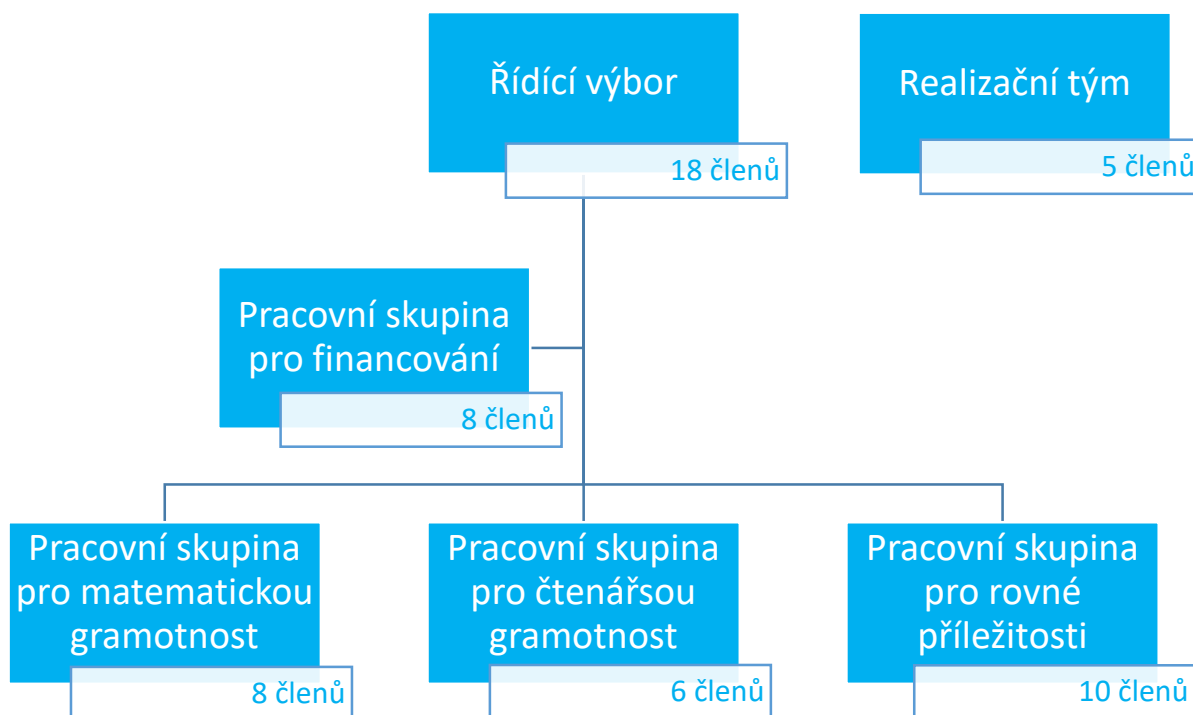 Řídící výbor
18 členů
Realizační tým
5 členů
Pracovní skupina
pro financování
8 členů
Pracovní skupina
pro matematickou
gramotnost
8 členů
Pracovní skupina
pro čtenářsou
gramotnost
6 členů
Pracovní skupina
pro rovné
příležitosti
10 členů